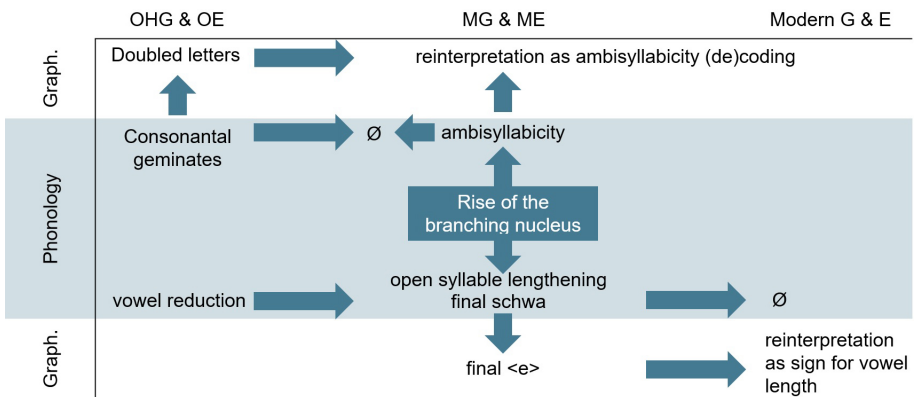 OHG & OE
MG & ME
Modern G & E
Graph.
Doubled letters
reinterpretation as ambisyllabicity (de)coding
Phonology
Consonantal
geminates
Ø
ambisyllabicity
Rise of the
branching nucleus
vowel reduction
open syllable lengthening
final schwa
Ø
Graph.
final <e>
reinterpretation
as sign for vowel
length